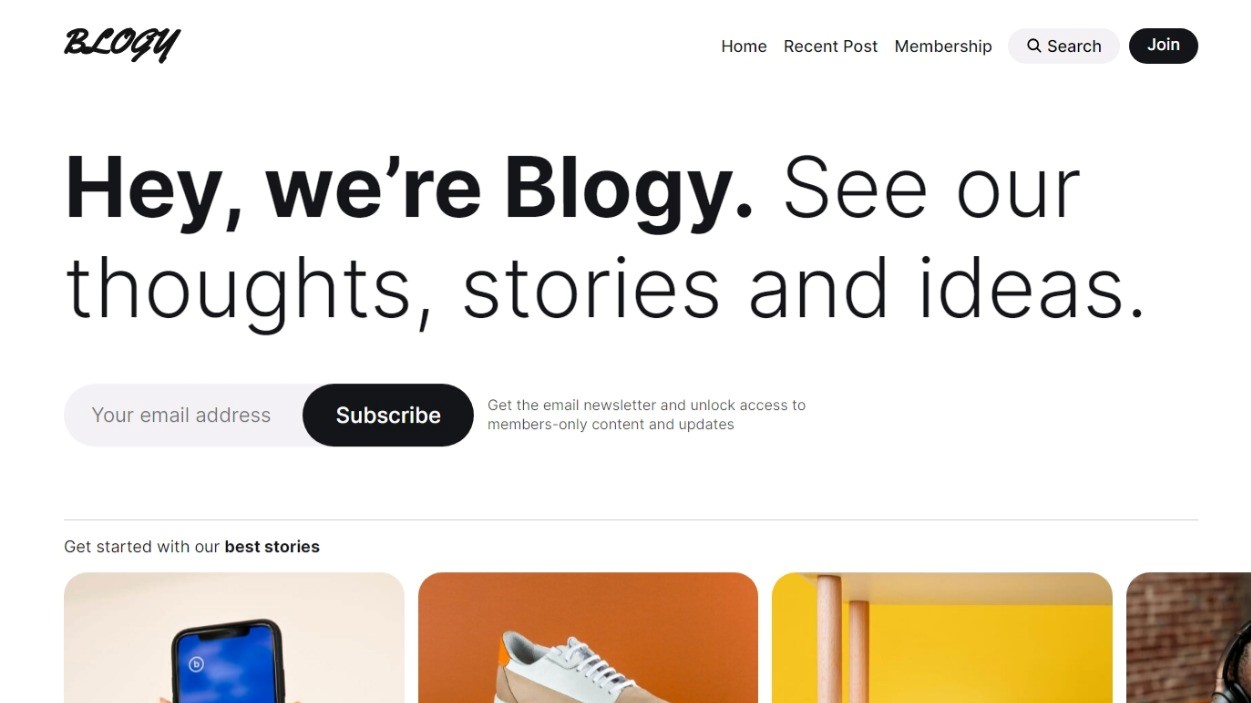 BLOGY
Home Recent Post Membership Search Join
Hey, we’re Blogy. See our
thoughts, stories and ideas.
Your email address Subscribe
Get the email newsletter and unlock access to
members-only content and updates
Get started with our best stories
b